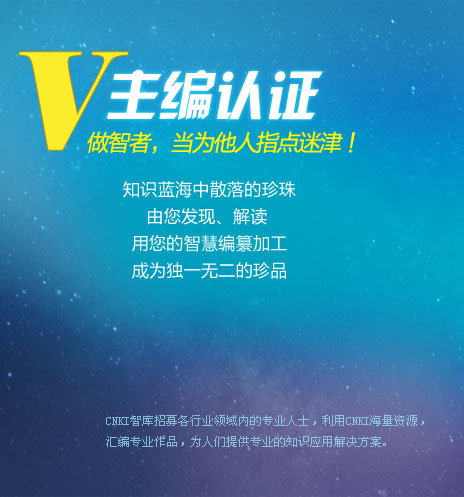 V主编认证
做智者，当为他人指点迷津！
知识蓝海中散落的珍珠
由您发现、解读
用您的智慧编纂加工
成为独一无二的珍品
CNKI智库招募各行业领域内的专业人士，利用CNKI海量资源，
汇编专业作品，为人们提供专业的知识应用解决方案。